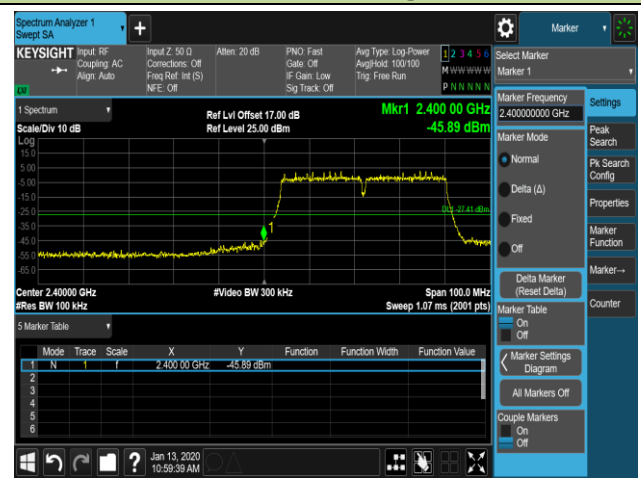 Spectrum Analyzer 1
Swept SA
Marker
KEYSIGHT
Input: RF
Coupling: AC
Align: Auto
Input Z: 50 Ω
Corrections: Off
Freq Ref: Int (S)
NFE: Off
Atten: 20 dB
PNO: Fast
Gate: Off
IF Gain: Low
Sig Track: Off
Avg Type: Log-Power
Avg|Hold: 100/100
Trig: Free Run
1 2 3 4 5 6
M W W W W W
P N N N N N
LXI
Select Marker
Marker 1
1 Spectrum
Scale/Div 10 dB
Ref Lvl Offset 17.00 dB
Ref Level 25.00 dBm
Mkr1 2.400 00 GHz
-45.89 dBm
Log
15.0
5.00
-5.00
-15.0
-25.0
-35.0
-45.0
-55.0
-65.0
DL1 -27.41 dBm
1
Center 2.40000 GHz
#Res BW 100 kHz
#Video BW 300 kHz
Span 100.0 MHz
Sweep 1.07 ms (2001 pts)
5 Marker Table
Mode Trace Scale X Y Function Function Width Function Value
1 N 1 f 2.400 00 GHz -45.89 dBm
2
3
4
5
6
Marker Frequency
2.400000000 GHz
Marker Mode
Normal
Delta (Δ)
Fixed
Off
Delta Marker
(Reset Delta)
Marker Table
On
Off
Marker Settings
Diagram
All Markers Off
Couple Markers
On
Off
Settings
Peak
Search
Pk Search
Config
Properties
Marker
Function
Marker→
Counter
?
Jan 13, 2020
10:59:39 AM